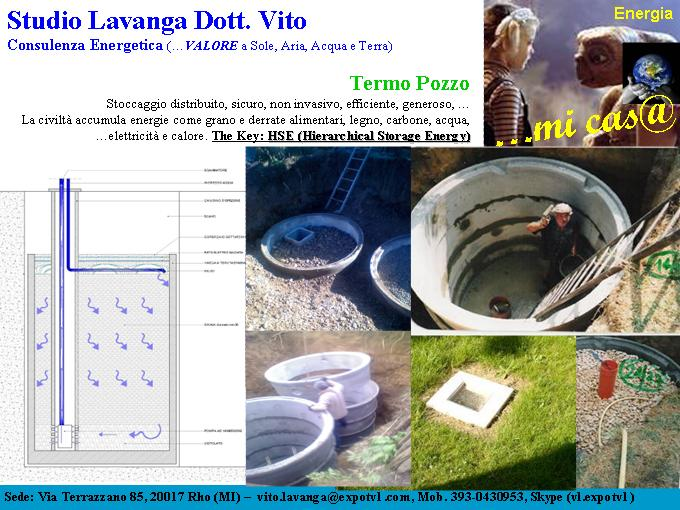 Studio Lavanga Dott. Vito
Consulenza Energetica (…VALORE a Sole, Aria, Acqua e Terra)
Energia
…mi cas@
Termo Pozzo
Stoccaggio distribuito, sicuro, non invasivo, efficiente, generoso, …
La civiltà accumula energie come grano e derrate alimentari, legno, carbone, acqua,
…elettricità e calore. The Key: HSE (Hierarchical Storage Energy)
SCAMBIATORE
Sede: Via Terrazzano 85, 20017 Rho (MI) – vito.lavanga@expotvl.com, Mob. 393-0430953, Skype (vl.expotvl)